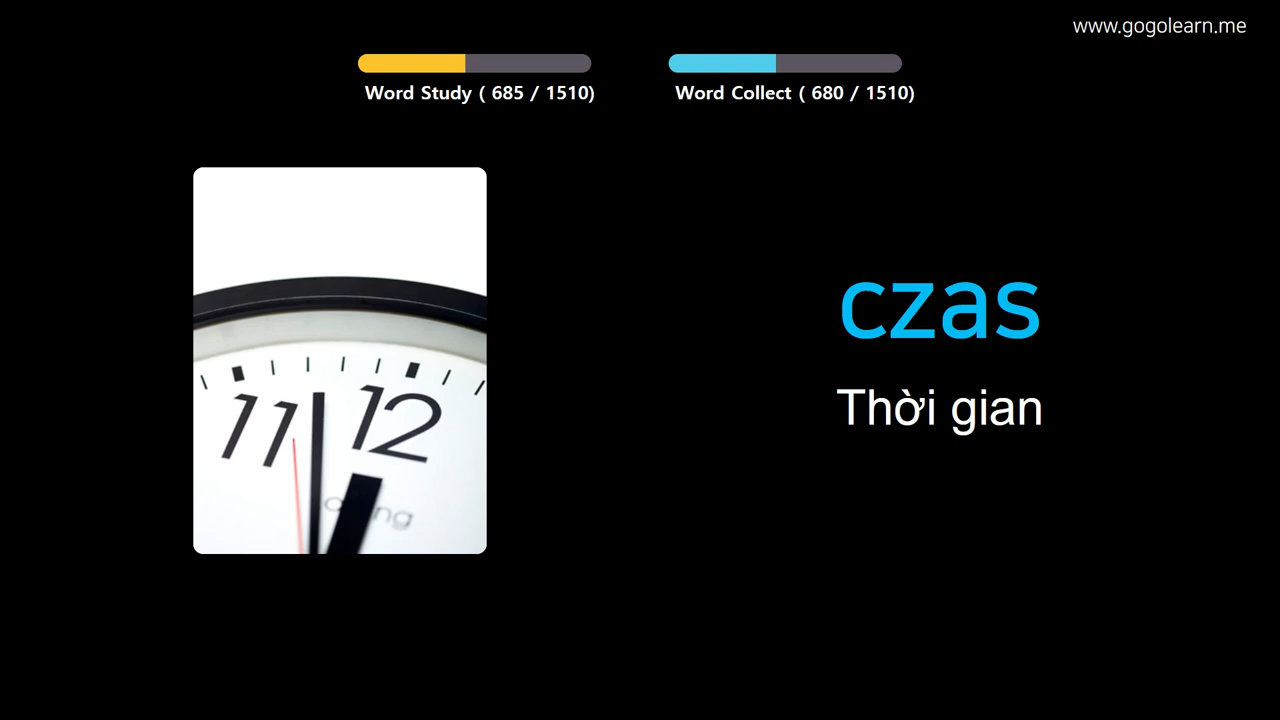 www.gogolearn.me
Word Study ( 685 / 1510)
Word Collect ( 680 / 1510)
czas
Thời gian
11
12